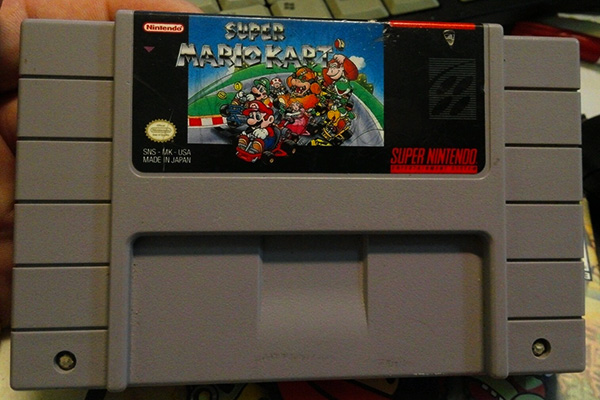 Nintendo
SUPER
MARIO KART
SNS - MK - USA
MADE IN JAPAN
SUPER NINTENDO
ENTERTAINMENT SYSTEM